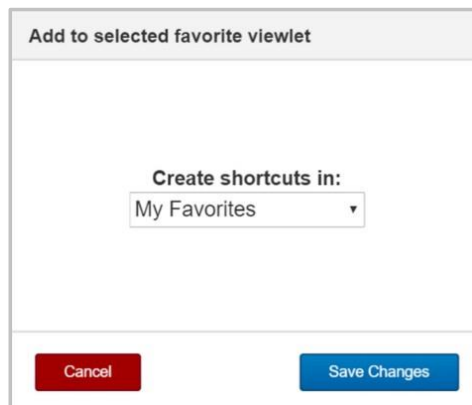 Add to selected favorite viewlet
Create shortcuts in:
My Favorites
Cancel
Save Changes